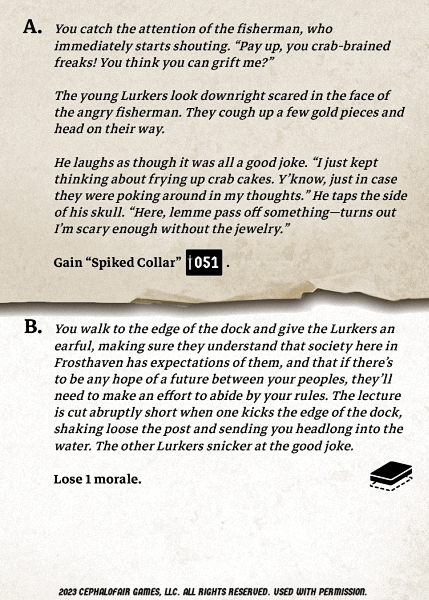 A. You catch the attention of the fisherman, who
immediately starts shouting. “Pay up, you crab-brained
freaks! You think you can grift me?”
The young Lurkers look downright scared in the face of
the angry fisherman. They cough up a few gold pieces and
head on their way.
He laughs as though it was all a good joke. “I just kept
thinking about frying up crab cakes. Y’know, just in case
they were poking around in my thoughts.” He taps the side
of his skull. “Here, lemme pass off something—turns out
I’m scary enough without the jewelry.”
Gain “Spiked Collar” 051 .
B. You walk to the edge of the dock and give the Lurkers an
earful, making sure they understand that society here in
Frosthaven has expectations of them, and that if there’s
to be any hope of a future between your peoples, they’ll
need to make an effort to abide by your rules. The lecture
is cut abruptly short when one kicks the edge of the dock,
shaking loose the post and sending you headlong into the
water. The other Lurkers snicker at the good joke.
Lose 1 morale.
2023 CEPHALOFAIR GAMES, LLC. ALL RIGHTS RESERVED. USED WITH PERMISSION.